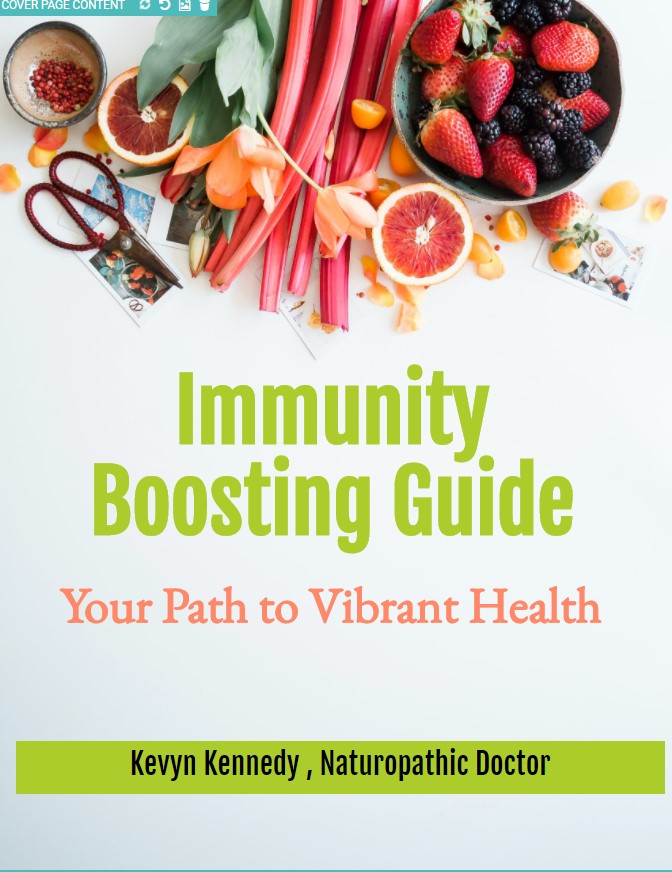 COVER PAGE CONTENT
Immunity
Boosting Guide
Your Path to Vibrant Health
Kevyn Kennedy , Naturopathic Doctor